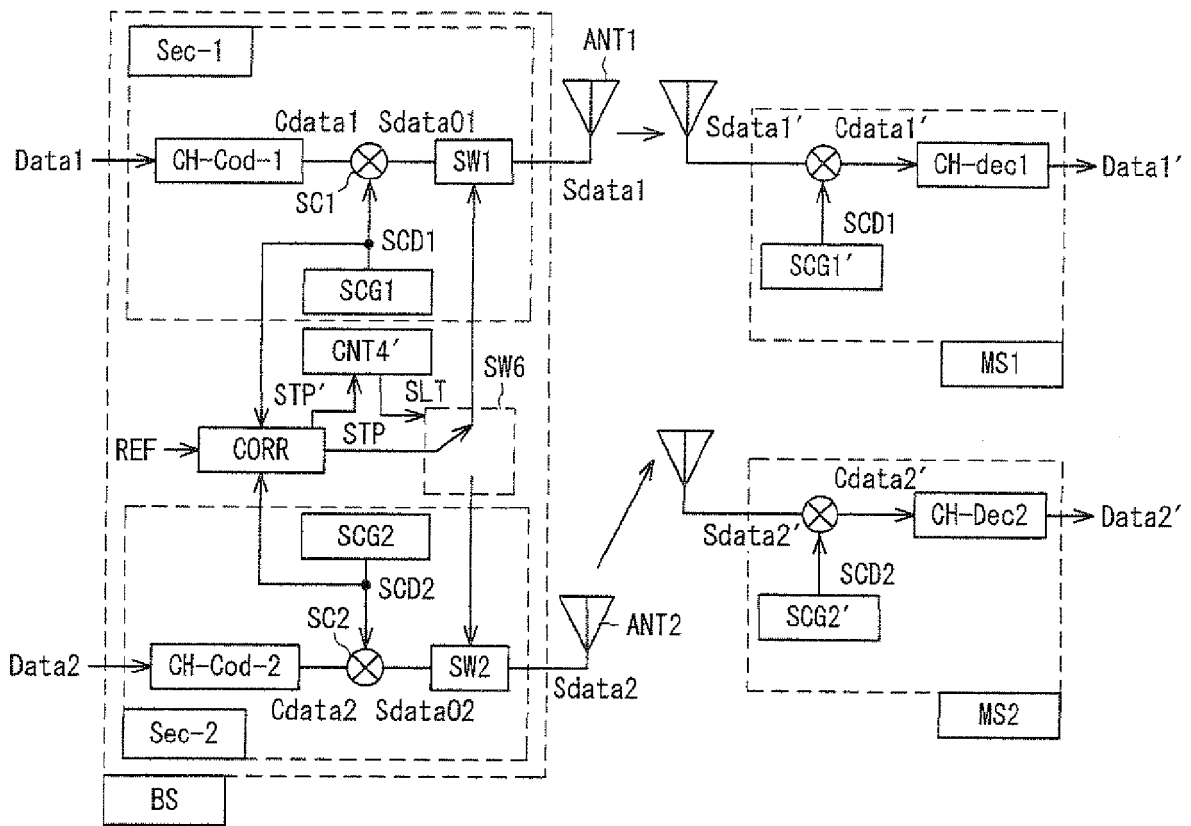 Sec-1
ANT1
Cdata1 Sdata01
Sdata1' Cdata1'
Data1 CH-Cod-1 SW1 CH-dec1 Data1'
SC1 Sdata1
SCD1 SCD1
SCG1 SCG1'
CNT4' SW6 MS1
STP' SLT
REF CORR STP
Cdata2'
SCG2 Sdata2' CH-Dec2 Data2'
SCD2 SCD2
SC2 ANT2 SCG2'
Data2 CH-Cod-2 SW2
Cdata2 Sdata02 Sdata2
Sec-2 MS2
BS